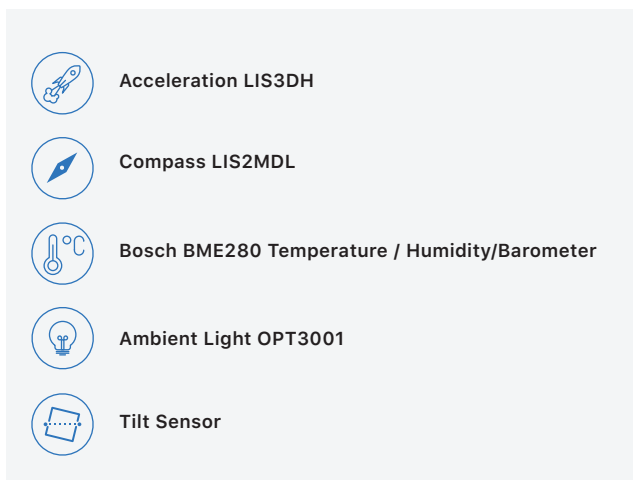 Acceleration LIS3DH
Compass LIS2MDL
°C
Bosch BME280 Temperature / Humidity/Barometer
Ambient Light OPT3001
Tilt Sensor